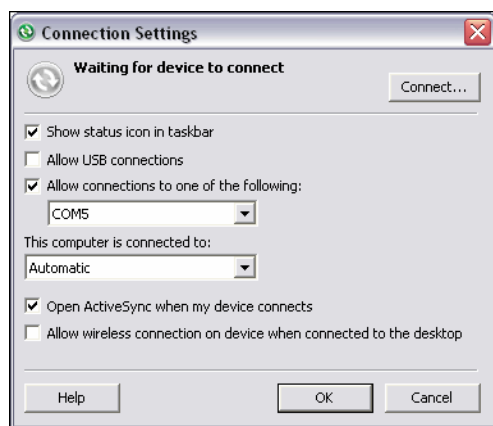 Connection Settings
Waiting for device to connect
Connect...
Show status icon in taskbar
Allow USB connections
Allow connections to one of the following:
COM5
This computer is connected to:
Automatic
Open ActiveSync when my device connects
Allow wireless connection on device when connected to the desktop
Help
OK
Cancel